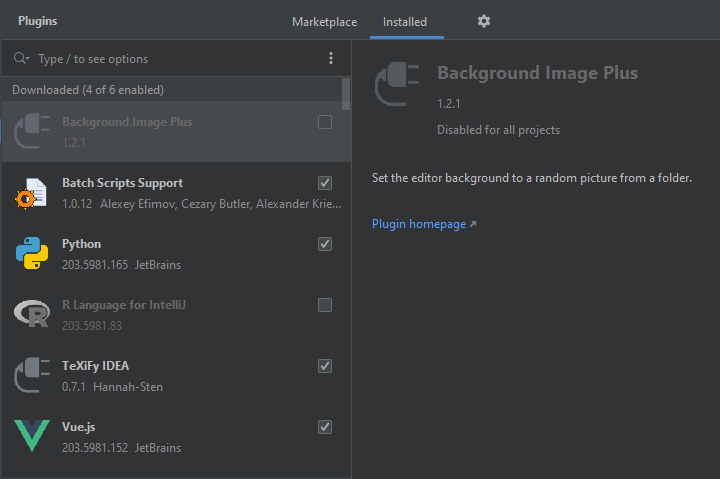 Plugins
Marketplace
Installed
Type / to see options
Downloaded (4 of 6 enabled)
Background Image Plus
1.2.1
Batch Scripts Support
1.0.12 Alexey Efimov, Cezary Butler, Alexander Krie...
Python
203.5981.165 JetBrains
R Language for IntelliJ
203.5981.83
TeXiFy IDEA
0.7.1 Hannah-Sten
Vue.js
203.5981.152 JetBrains
Background Image Plus
1.2.1
Disabled for all projects
Set the editor background to a random picture from a folder.
Plugin homepage ↗